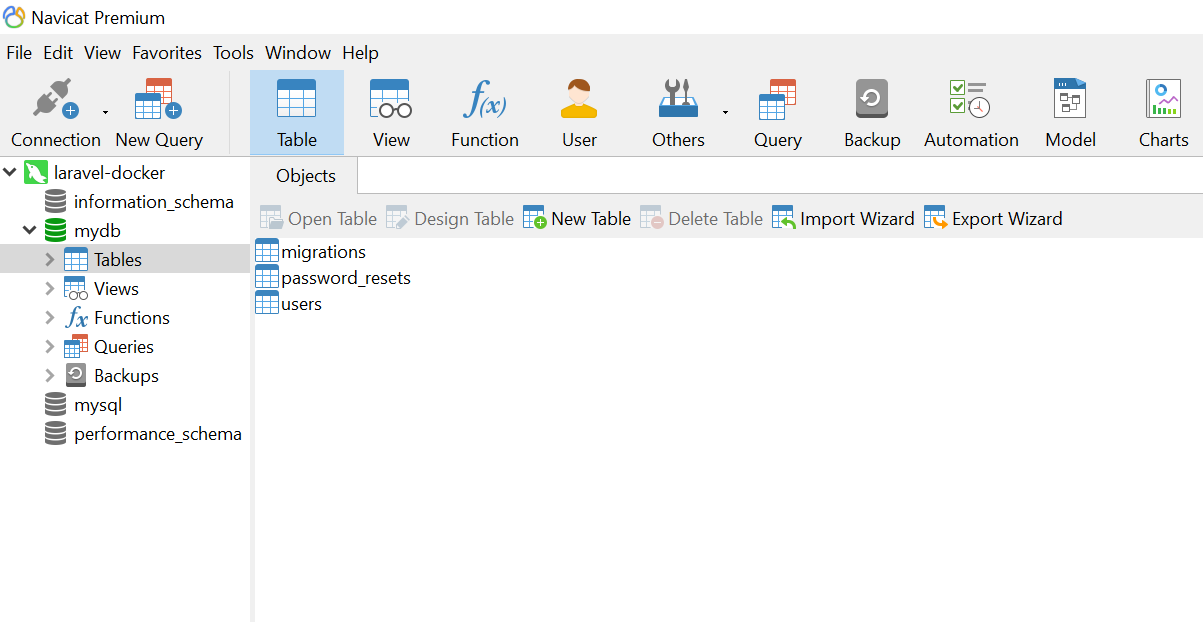 Navicat Premium
File Edit View Favorites Tools Window Help
Connection New Query Table View Function User Others Query Backup Automation Model Charts
laravel-docker
information_schema
mydb
Tables
Views
Functions
Queries
Backups
mysql
performance_schema
Objects
Open Table Design Table New Table Delete Table Import Wizard Export Wizard
migrations
password_resets
users